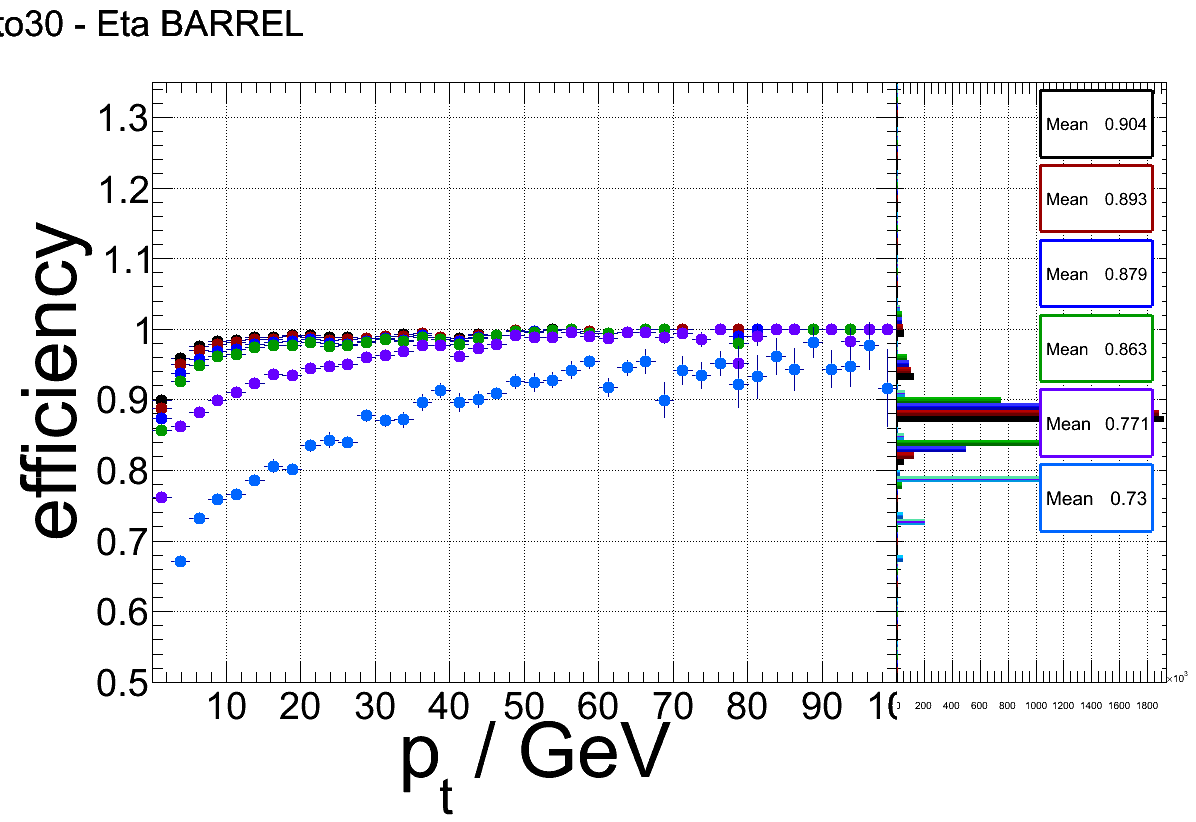 to30 - Eta BARREL
efficiency
1.3
1.2
1.1
1
0.9
0.8
0.7
0.6
0.5
10 20 30 40 50 60 70 80 90 10
p_t / GeV
Mean 0.904
Mean 0.893
Mean 0.879
Mean 0.863
Mean 0.771
Mean 0.73
200 400 600 800 1000 1200 1400 1600 1800
×10³